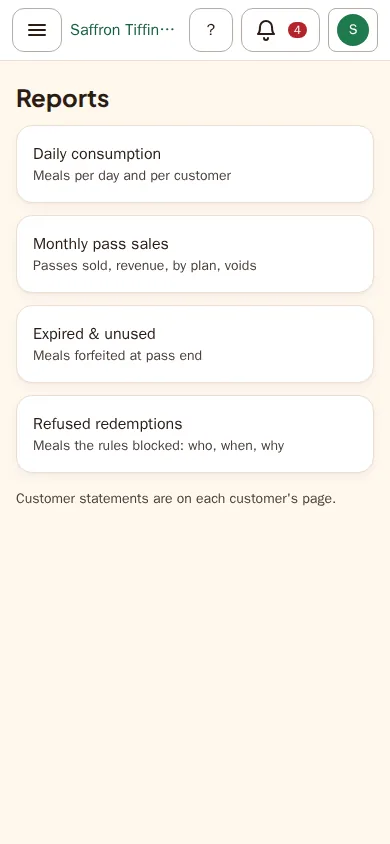 Saffron Tiffin…
?
4
S
Reports
Daily consumption
Meals per day and per customer
Monthly pass sales
Passes sold, revenue, by plan, voids
Expired & unused
Meals forfeited at pass end
Refused redemptions
Meals the rules blocked: who, when, why
Customer statements are on each customer's page.